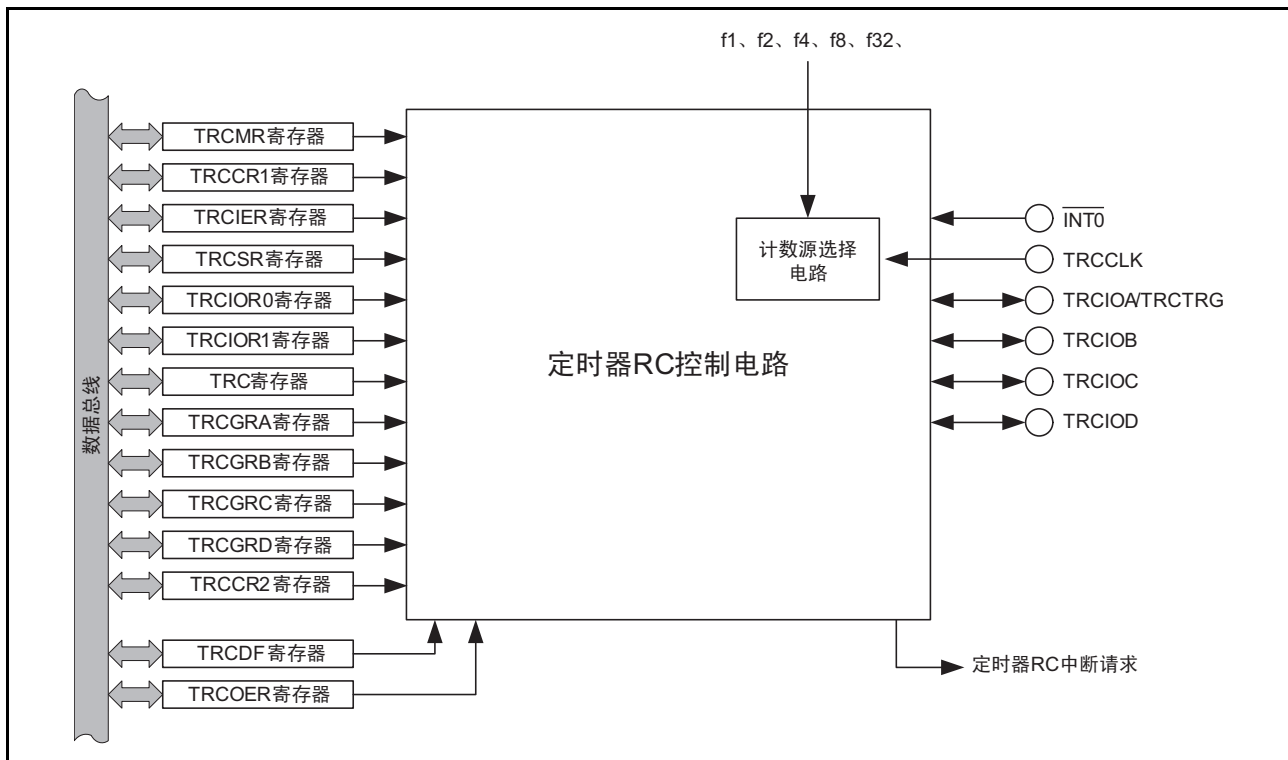 f1、f2、f4、f8、f32、
数据总线
TRCMR寄存器
TRCCR1寄存器
TRCIER寄存器
TRCSR寄存器
TRCIOR0寄存器
TRCIOR1寄存器
TRC寄存器
TRCGRA寄存器
TRCGRB寄存器
TRCGRC寄存器
TRCGRD寄存器
TRCCR2寄存器
TRCDF寄存器
TRCOER寄存器
计数源选择
电路
定时器RC控制电路
INT0
TRCCLK
TRCIOA/TRCTRG
TRCIOB
TRCIOC
TRCIOD
定时器RC中断请求